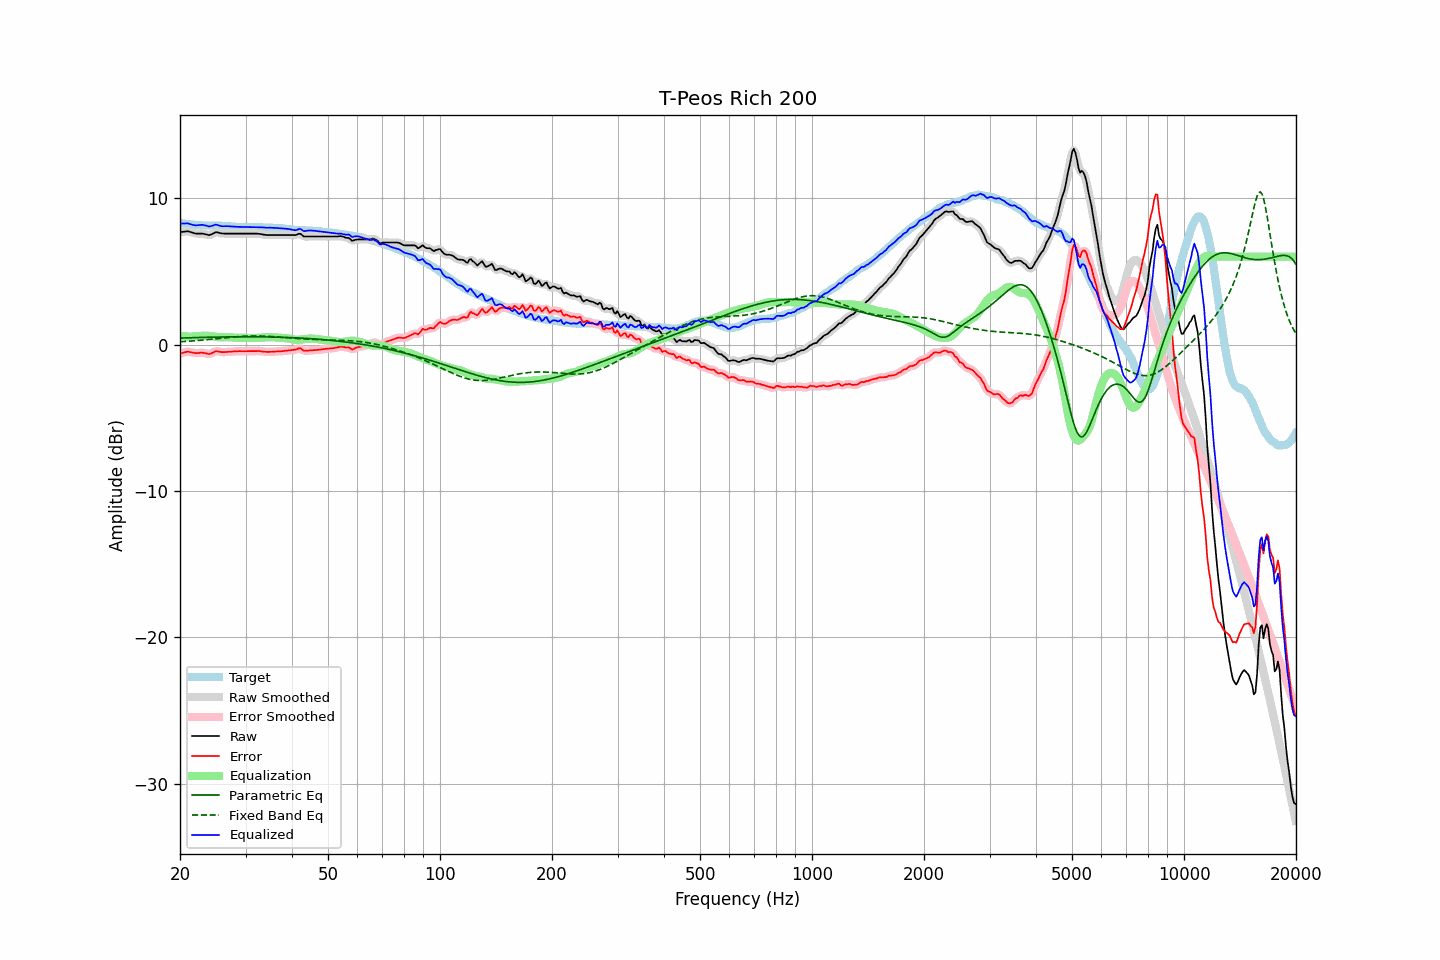 T-Peos Rich 200
Amplitude (dBr)
10
0
−10
−20
−30
Target
Raw Smoothed
Error Smoothed
Raw
Error
Equalization
Parametric Eq
Fixed Band Eq
Equalized
20 50 100 200 500 1000 2000 5000 10000 20000
Frequency (Hz)